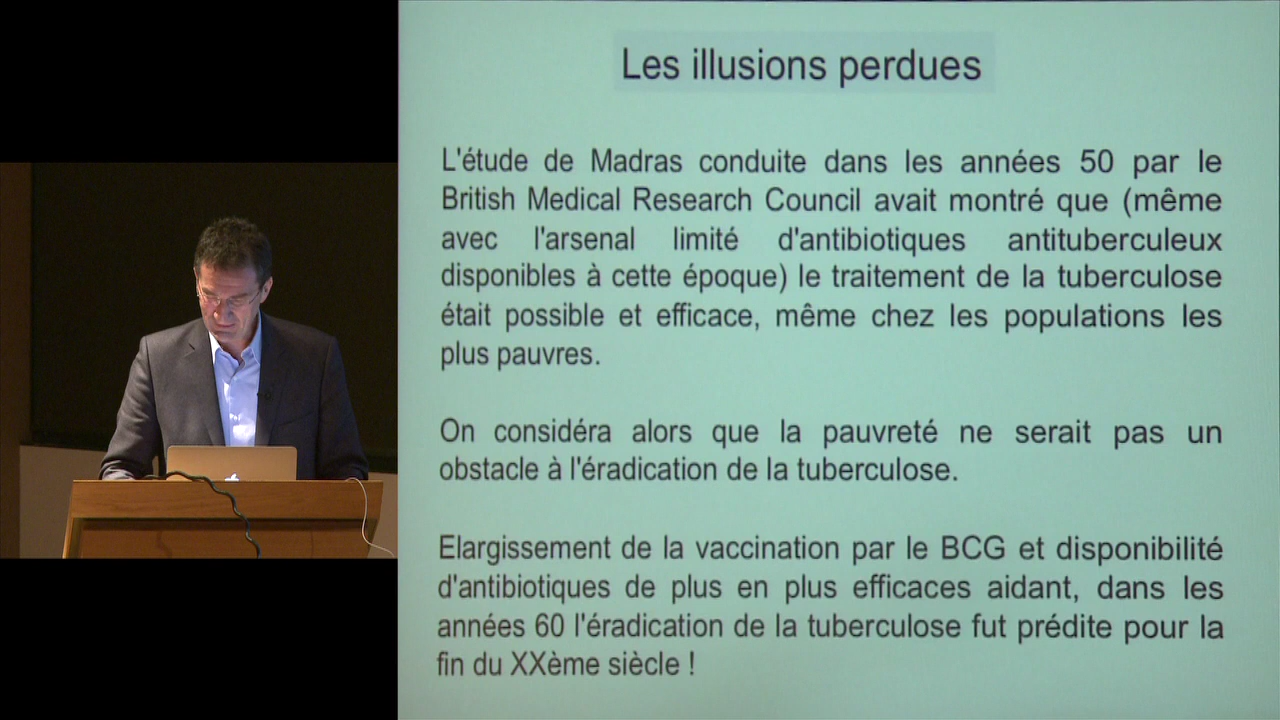 Les illusions perdues
L'étude de Madras conduite dans les années 50 par le
British Medical Research Council avait montré que (même
avec l'arsenal limité d'antibiotiques antituberculeux
disponibles à cette époque) le traitement de la tuberculose
était possible et efficace, même chez les populations les
plus pauvres.
On considéra alors que la pauvreté ne serait pas un
obstacle à l'éradication de la tuberculose.
Elargissement de la vaccination par le BCG et disponibilité
d'antibiotiques de plus en plus efficaces aidant, dans les
années 60 l'éradication de la tuberculose fut prédite pour la
fin du XXème siècle !